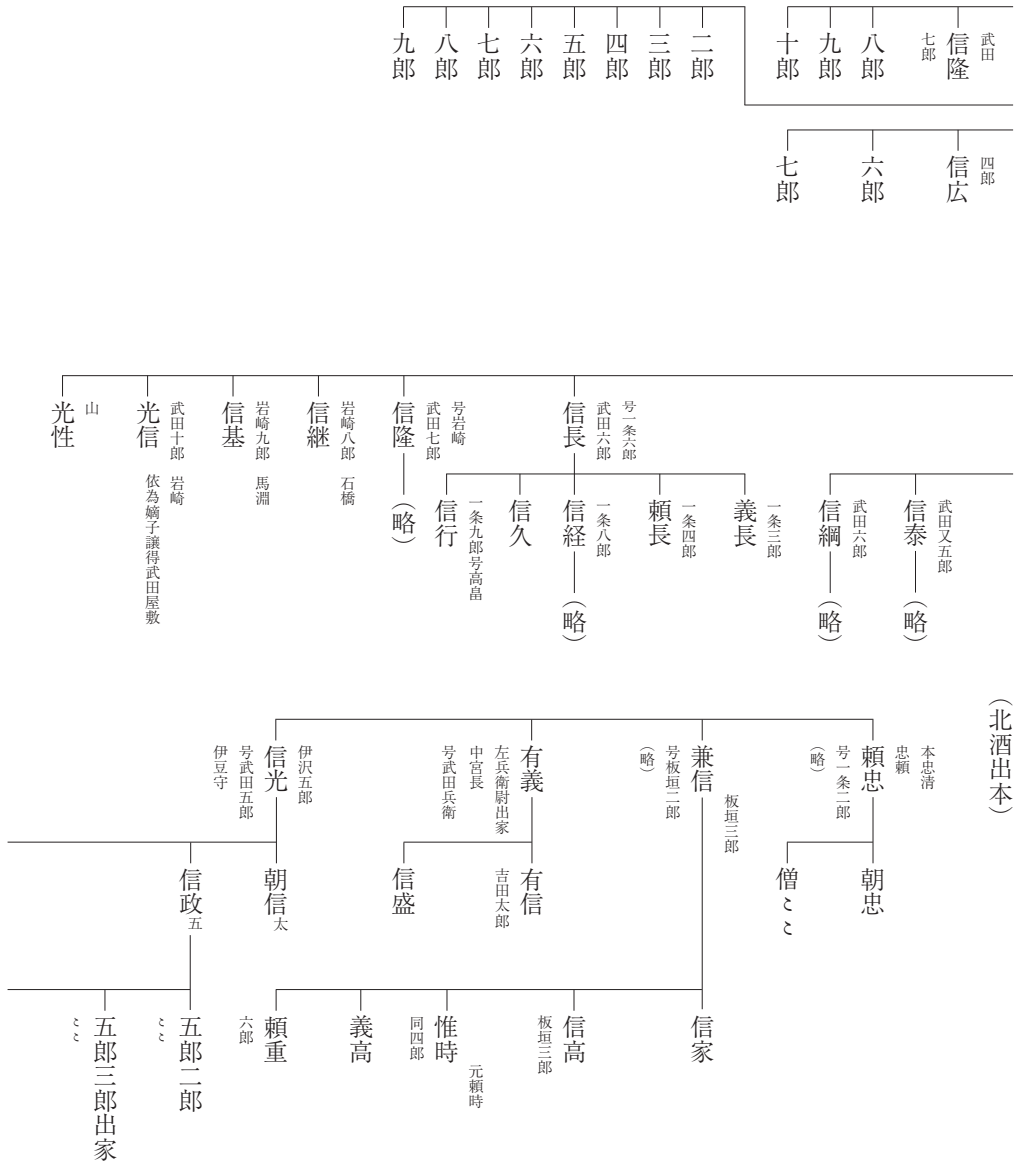 武田
信隆
七郎
八郎
九郎
十郎
二郎
三郎
四郎
五郎
六郎
七郎
八郎
九郎
四郎
信広
六郎
七郎
武田又五郎
信泰
(略)
武田六郎
信綱
(略)
号一条六郎
武田六郎
信長
一条三郎
義長
一条四郎
頼長
一条八郎
信経
(略)
信久
信行
一条九郎号高畠
号岩崎
武田七郎
信隆
(略)
岩崎八郎 石橋
信継
岩崎九郎 馬淵
信基
武田十郎 岩崎 依為嫡子譲得武田屋敷
光信
山
光性
(北酒出本)
本忠清
忠頼
頼忠
号一条二郎
(略)
朝忠
僧〻〻
板垣三郎
兼信
号板垣二郎
(略)
信家
信高
板垣三郎
元頼時
惟時
同四郎
義高
頼重
六郎
有義
左兵衛尉出家
中宮長
号武田兵衛
有信
吉田太郎
信盛
伊沢五郎
信光
号武田五郎
伊豆守
朝信 太
信政 五
五郎二郎
〻〻
五郎三郎出家
〻〻